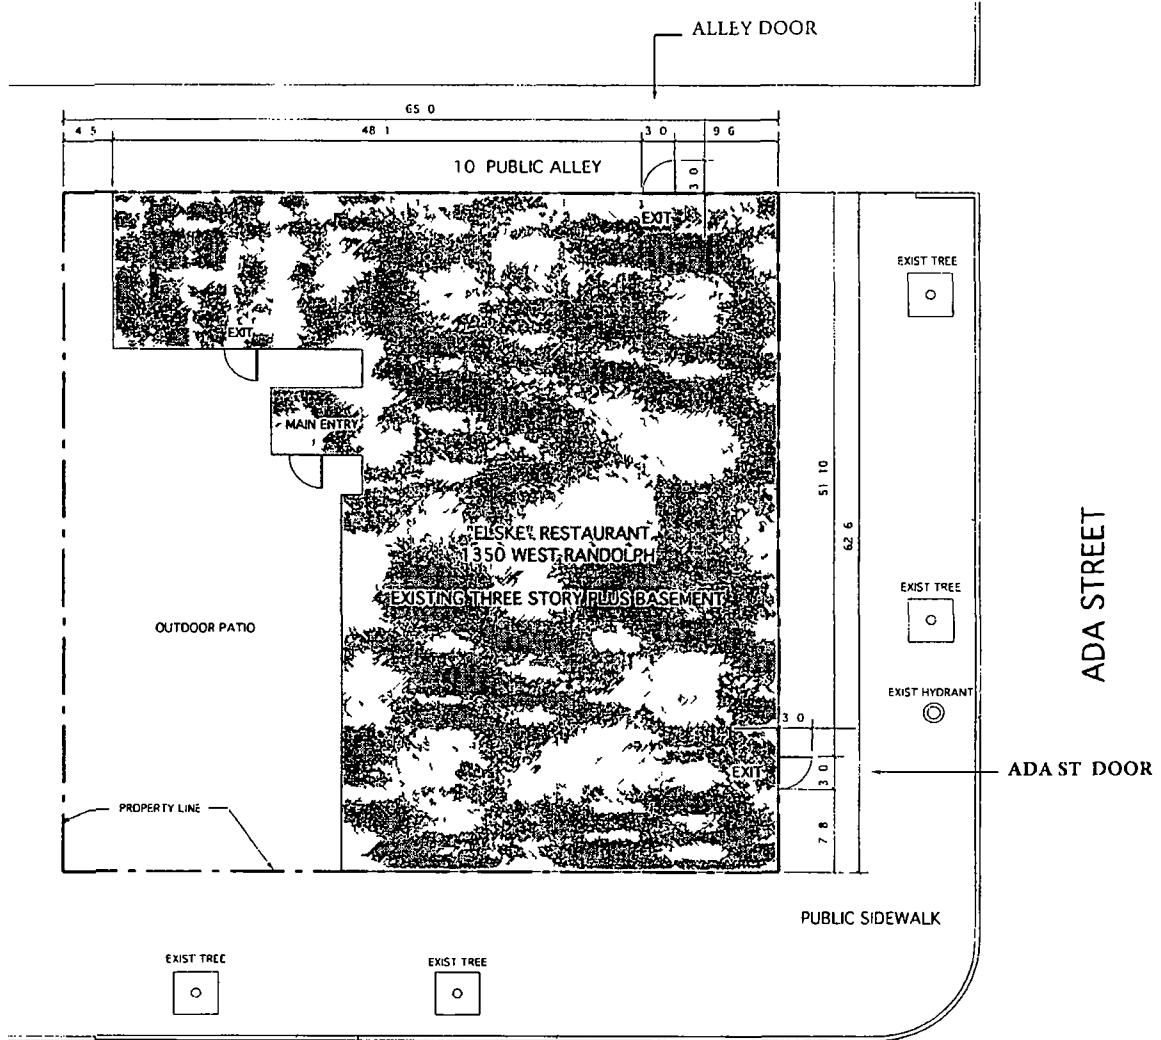 ALLEY DOOR
65 0
4 5
48 1
3 0
9 6
10 PUBLIC ALLEY
3 0
EXIT
EXIST TREE
EXIT
MAIN ENTRY
51 10
62 6
"ELSKE" RESTAURANT
1350 WEST RANDOLPH
EXISTING THREE STORY PLUS BASEMENT
EXIST TREE
ADA STREET
OUTDOOR PATIO
EXIST HYDRANT
3 0
EXIT
3 0
ADA ST DOOR
PROPERTY LINE
7 8
PUBLIC SIDEWALK
EXIST TREE
EXIST TREE